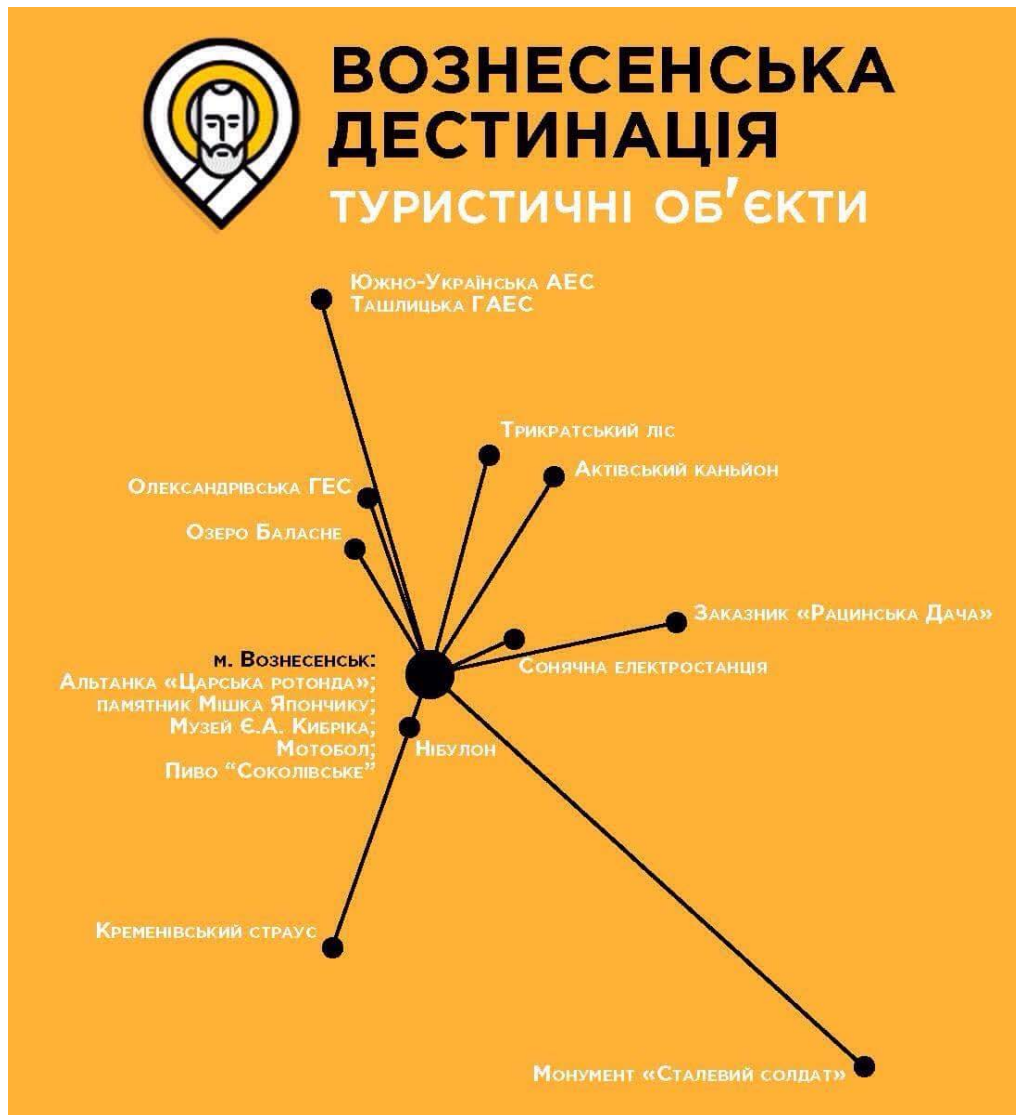 ВОЗНЕСЕНСЬКА
ДЕСТИНАЦІЯ
ТУРИСТИЧНІ ОБ'ЄКТИ
Южно-Українська АЕС
Ташлицька ГАЕС
Трикратський ліс
Актівський каньйон
Олександрівська ГЕС
Озеро Баласне
Заказник «Рацинська Дача»
Сонячна електростанція
м. Вознесенськ:
Альтанка «Царська ротонда»;
памятник Мішка Япончику;
Музей Є.А. Кибріка;
Мотобол;
Пиво “Соколівське”
Нібулон
Кременівський страус
Монумент «Сталевий солдат»